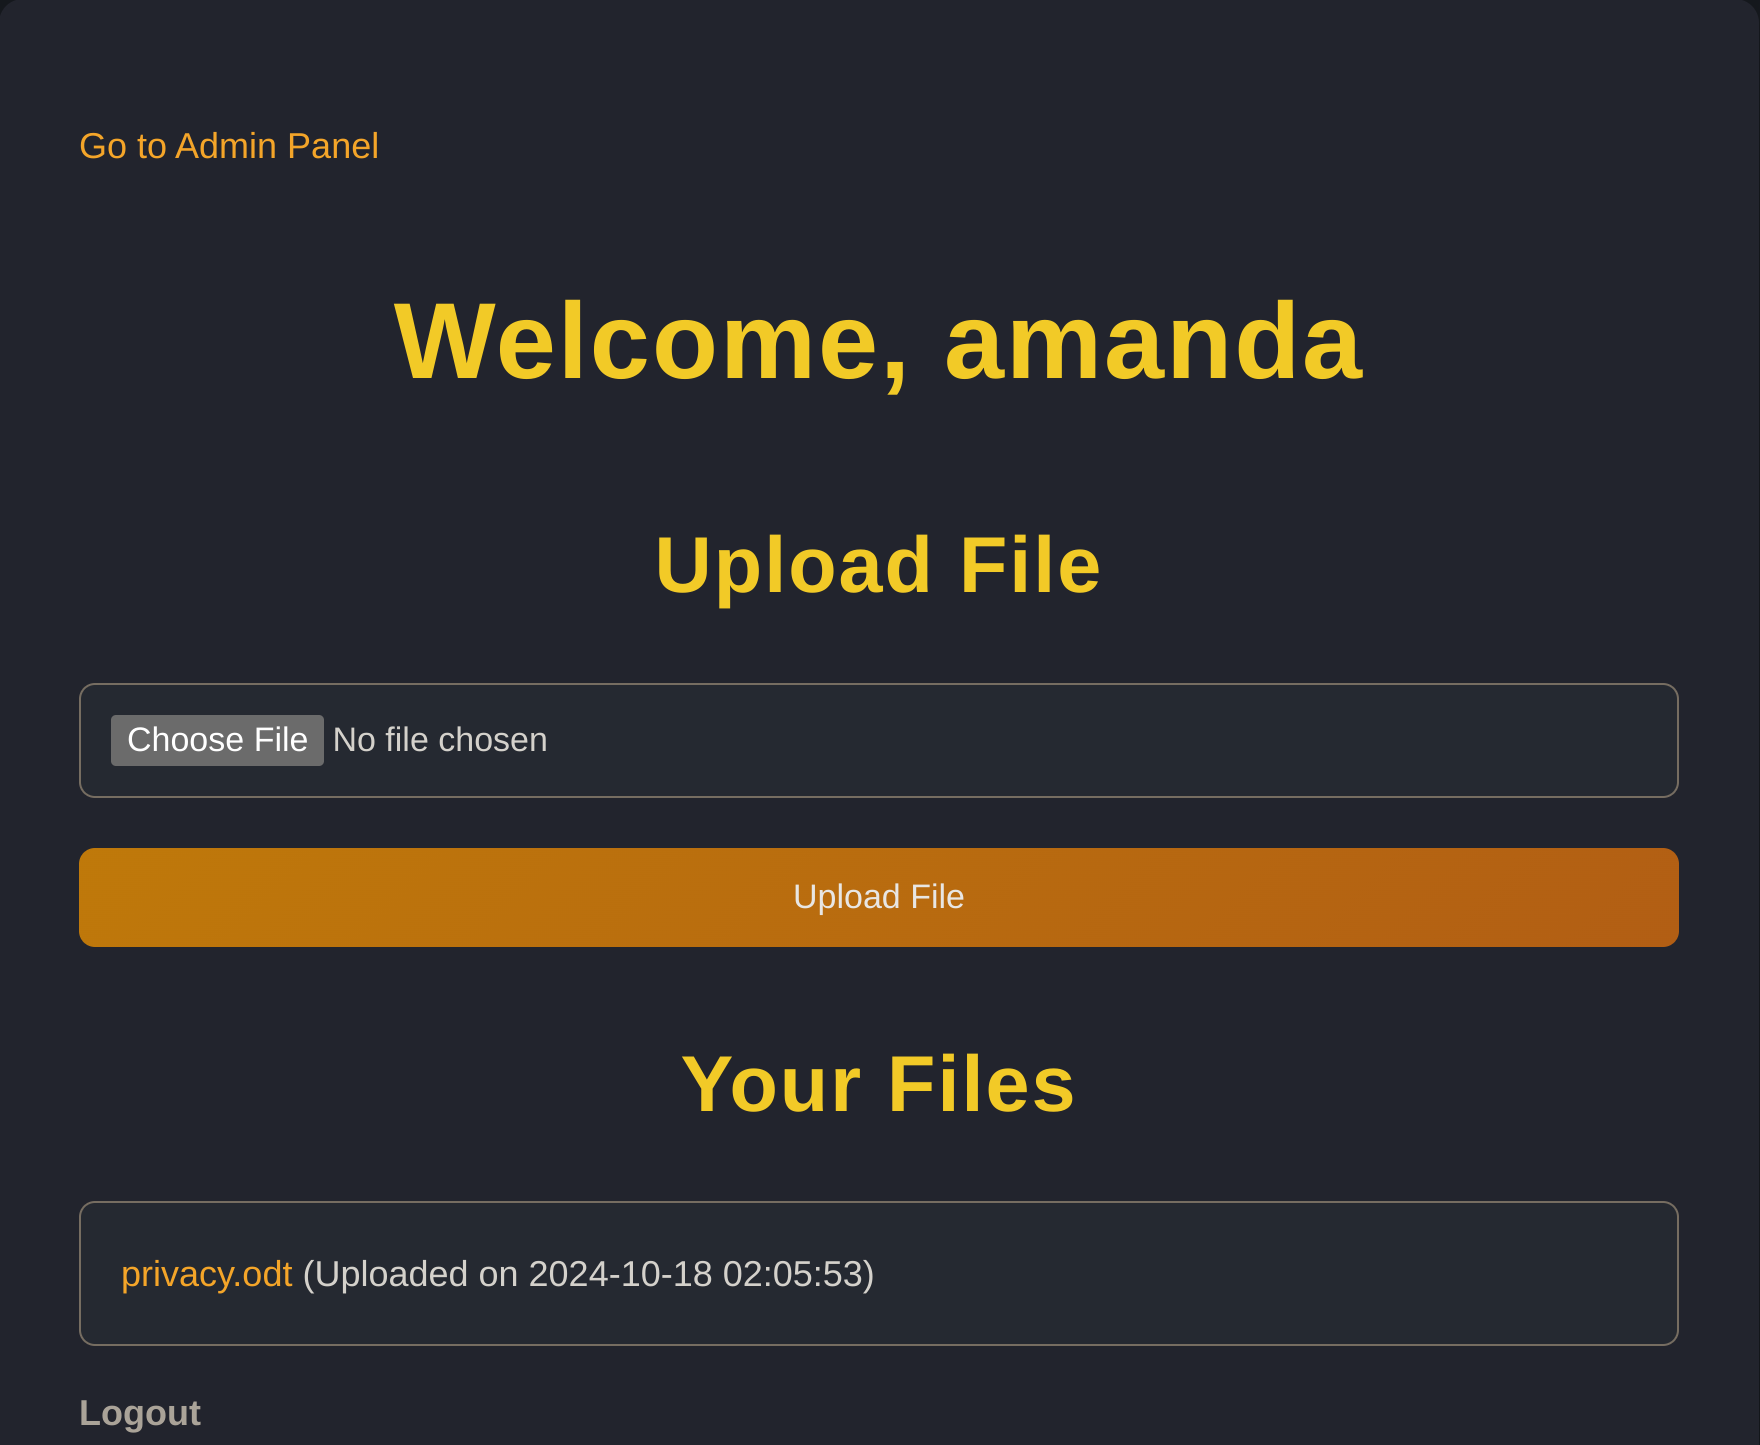 Go to Admin Panel
Welcome, amanda
Upload File
Choose File No file chosen
Upload File
Your Files
privacy.odt (Uploaded on 2024-10-18 02:05:53)
Logout